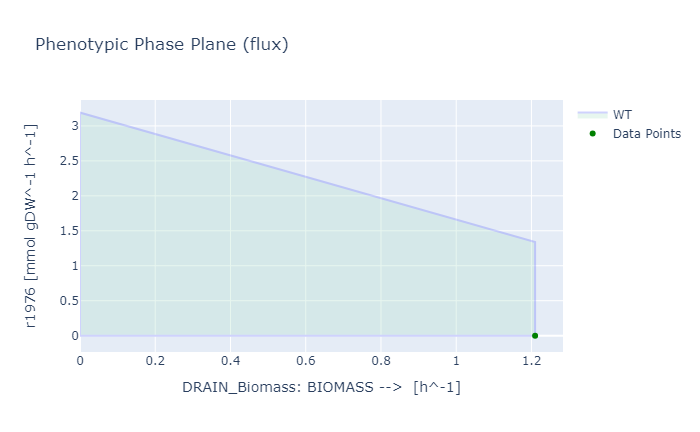 Phenotypic Phase Plane (flux)
r1976 [mmol gDW^-1 h^-1]
3
2.5
2
1.5
1
0.5
0
0 0.2 0.4 0.6 0.8 1 1.2
DRAIN_Biomass: BIOMASS --> [h^-1]
WT
Data Points